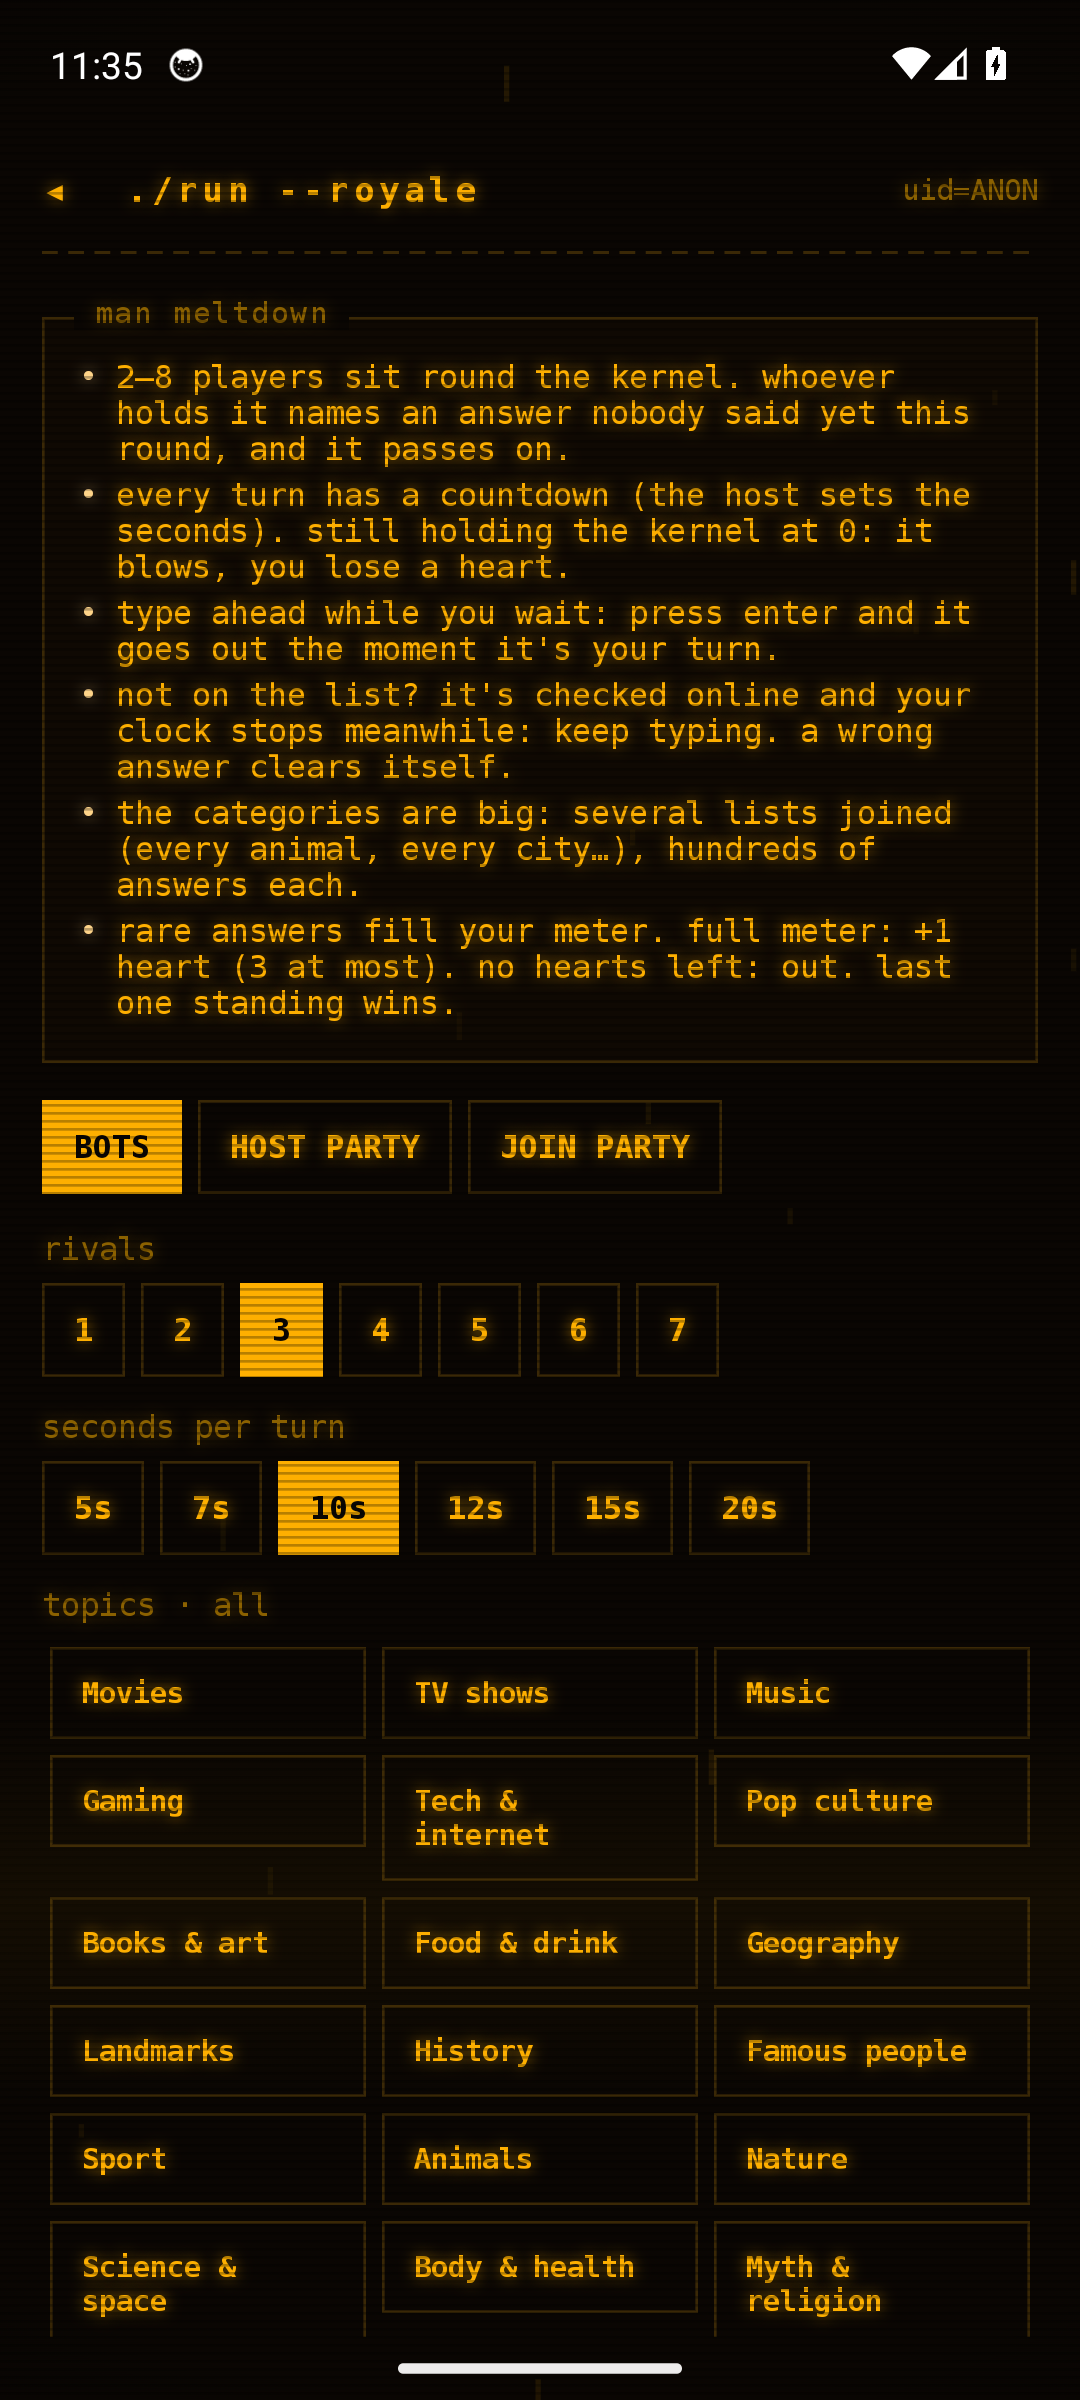 11:35
◂ ./run --royale uid=ANON
man meltdown
• 2–8 players sit round the kernel. whoever
holds it names an answer nobody said yet this
round, and it passes on.
• every turn has a countdown (the host sets the
seconds). still holding the kernel at 0: it
blows, you lose a heart.
• type ahead while you wait: press enter and it
goes out the moment it's your turn.
• not on the list? it's checked online and your
clock stops meanwhile: keep typing. a wrong
answer clears itself.
• the categories are big: several lists joined
(every animal, every city…), hundreds of
answers each.
• rare answers fill your meter. full meter: +1
heart (3 at most). no hearts left: out. last
one standing wins.
BOTS HOST PARTY JOIN PARTY
rivals
1 2 3 4 5 6 7
seconds per turn
5s 7s 10s 12s 15s 20s
topics · all
Movies TV shows Music
Gaming Tech & Pop culture
internet
Books & art Food & drink Geography
Landmarks History Famous people
Sport Animals Nature
Science & Body & health Myth &
space religion